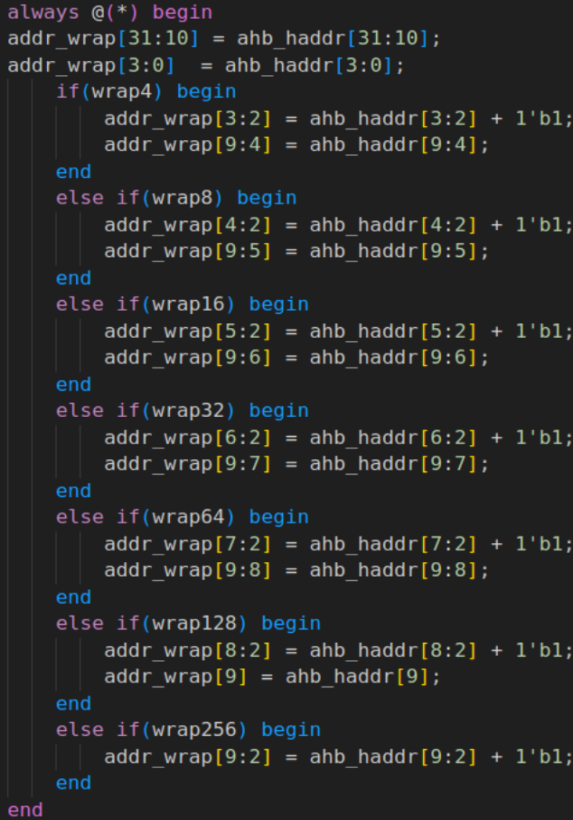 always @(*) begin
addr_wrap[31:10] = ahb_haddr[31:10];
addr_wrap[3:0]  = ahb_haddr[3:0];
    if(wrap4) begin
        addr_wrap[3:2] = ahb_haddr[3:2] + 1'b1;
        addr_wrap[9:4] = ahb_haddr[9:4];
    end
    else if(wrap8) begin
        addr_wrap[4:2] = ahb_haddr[4:2] + 1'b1;
        addr_wrap[9:5] = ahb_haddr[9:5];
    end
    else if(wrap16) begin
        addr_wrap[5:2] = ahb_haddr[5:2] + 1'b1;
        addr_wrap[9:6] = ahb_haddr[9:6];
    end
    else if(wrap32) begin
        addr_wrap[6:2] = ahb_haddr[6:2] + 1'b1;
        addr_wrap[9:7] = ahb_haddr[9:7];
    end
    else if(wrap64) begin
        addr_wrap[7:2] = ahb_haddr[7:2] + 1'b1;
        addr_wrap[9:8] = ahb_haddr[9:8];
    end
    else if(wrap128) begin
        addr_wrap[8:2] = ahb_haddr[8:2] + 1'b1;
        addr_wrap[9] = ahb_haddr[9];
    end
    else if(wrap256) begin
        addr_wrap[9:2] = ahb_haddr[9:2] + 1'b1;
    end
end